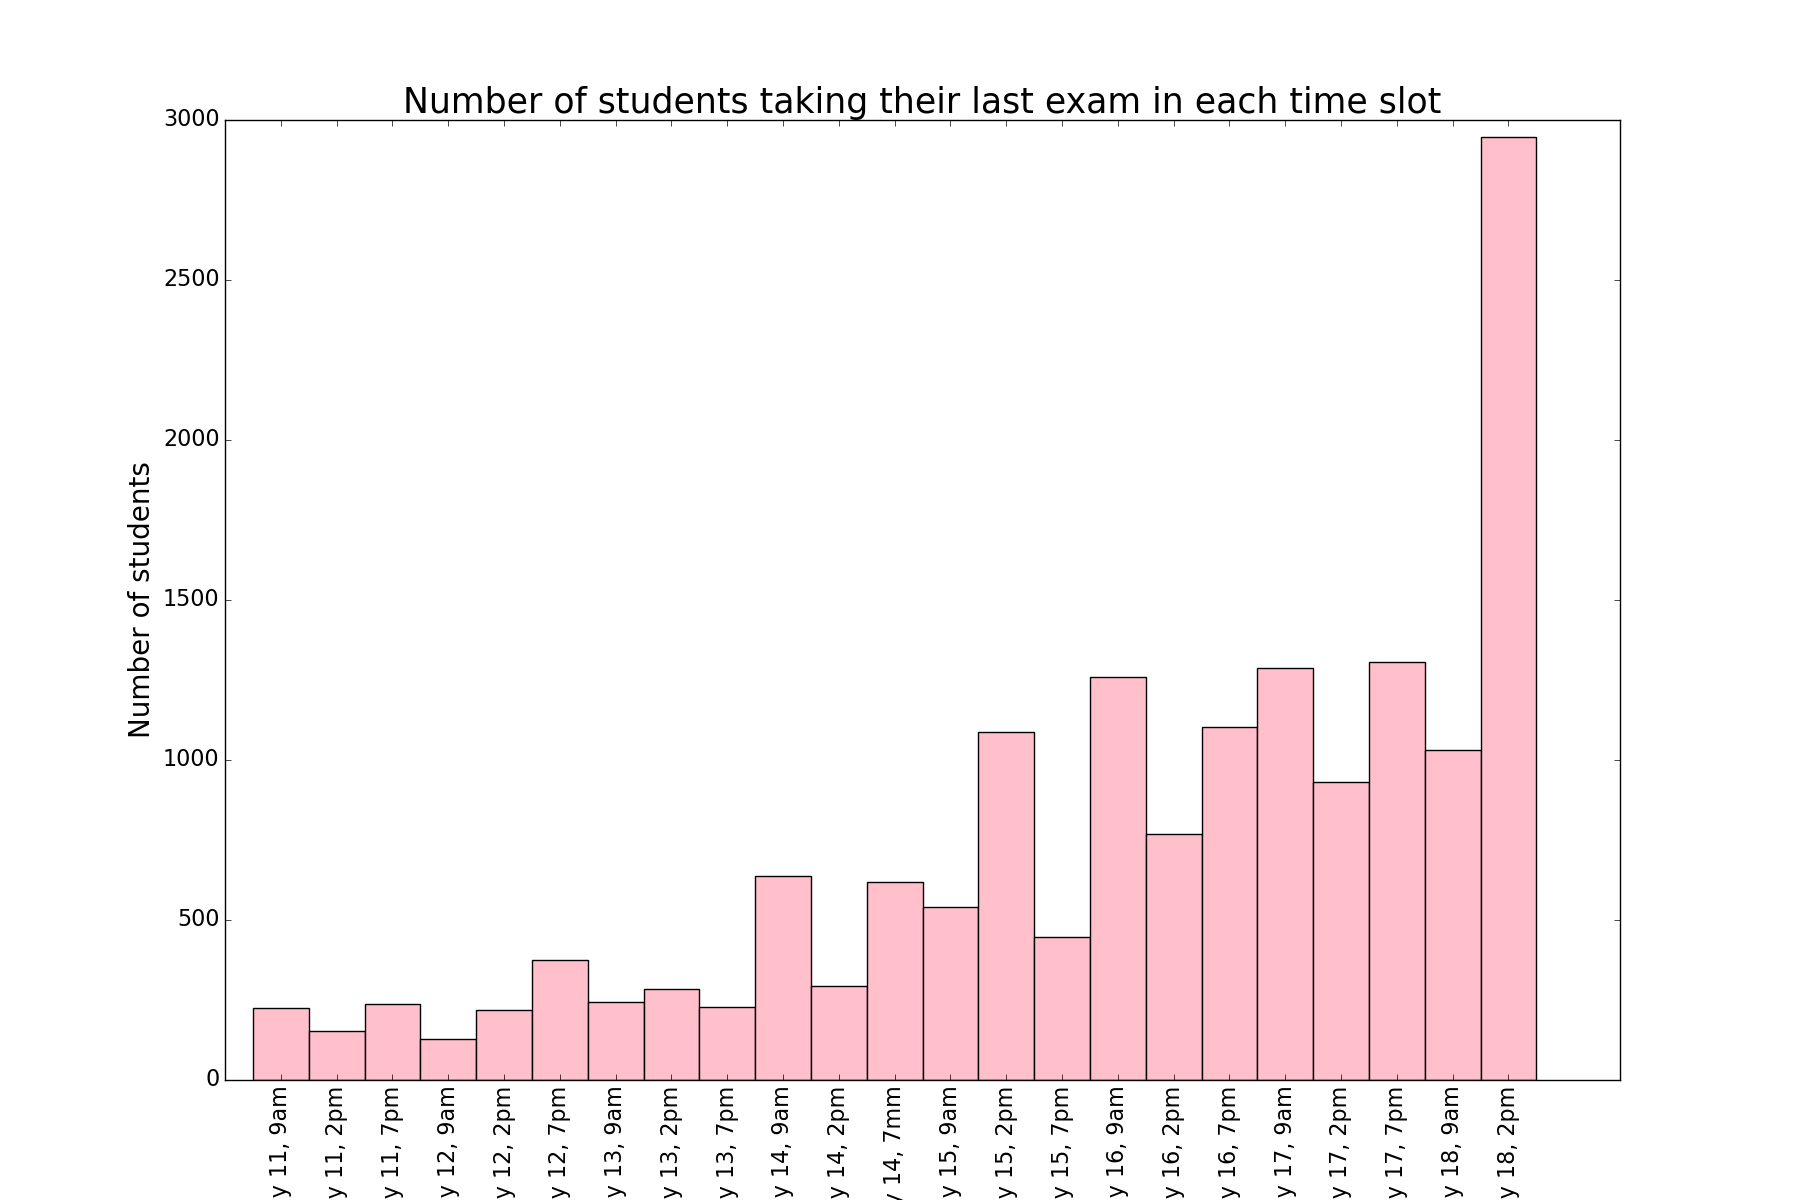 Number of students taking their last exam in each time slot
Number of students
3000
2500
2000
1500
1000
500
0
y 11, 9am
y 11, 2pm
y 11, 7pm
y 12, 9am
y 12, 2pm
y 12, 7pm
y 13, 9am
y 13, 2pm
y 13, 7pm
y 14, 9am
y 14, 2pm
y 14, 7mm
y 15, 9am
y 15, 2pm
y 15, 7pm
y 16, 9am
y 16, 2pm
y 16, 7pm
y 17, 9am
y 17, 2pm
y 17, 7pm
y 18, 9am
y 18, 2pm